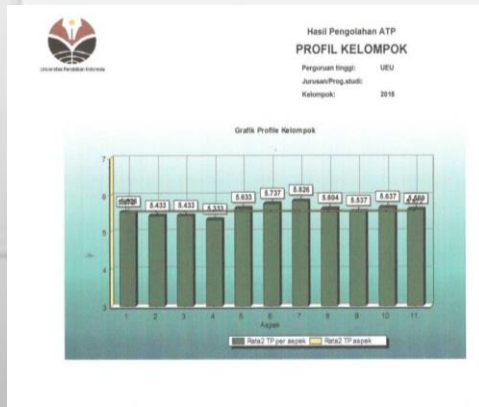 Universitas Pendidikan Indonesia
Hasil Pengolahan ATP
PROFIL KELOMPOK
Perguruan tinggi: UEU
Jurusan/Prog.studi:
Kelompok: 2016
Grafik Profile Kelompok
7
6
5
4
3
5.433
5.433
5.333
5.633
5.737
5.826
5.604
5.537
5.637
1 2 3 4 5 6 7 8 9 10 11
Aspek
Rata2 TP per aspek
Rata2 TP aspek